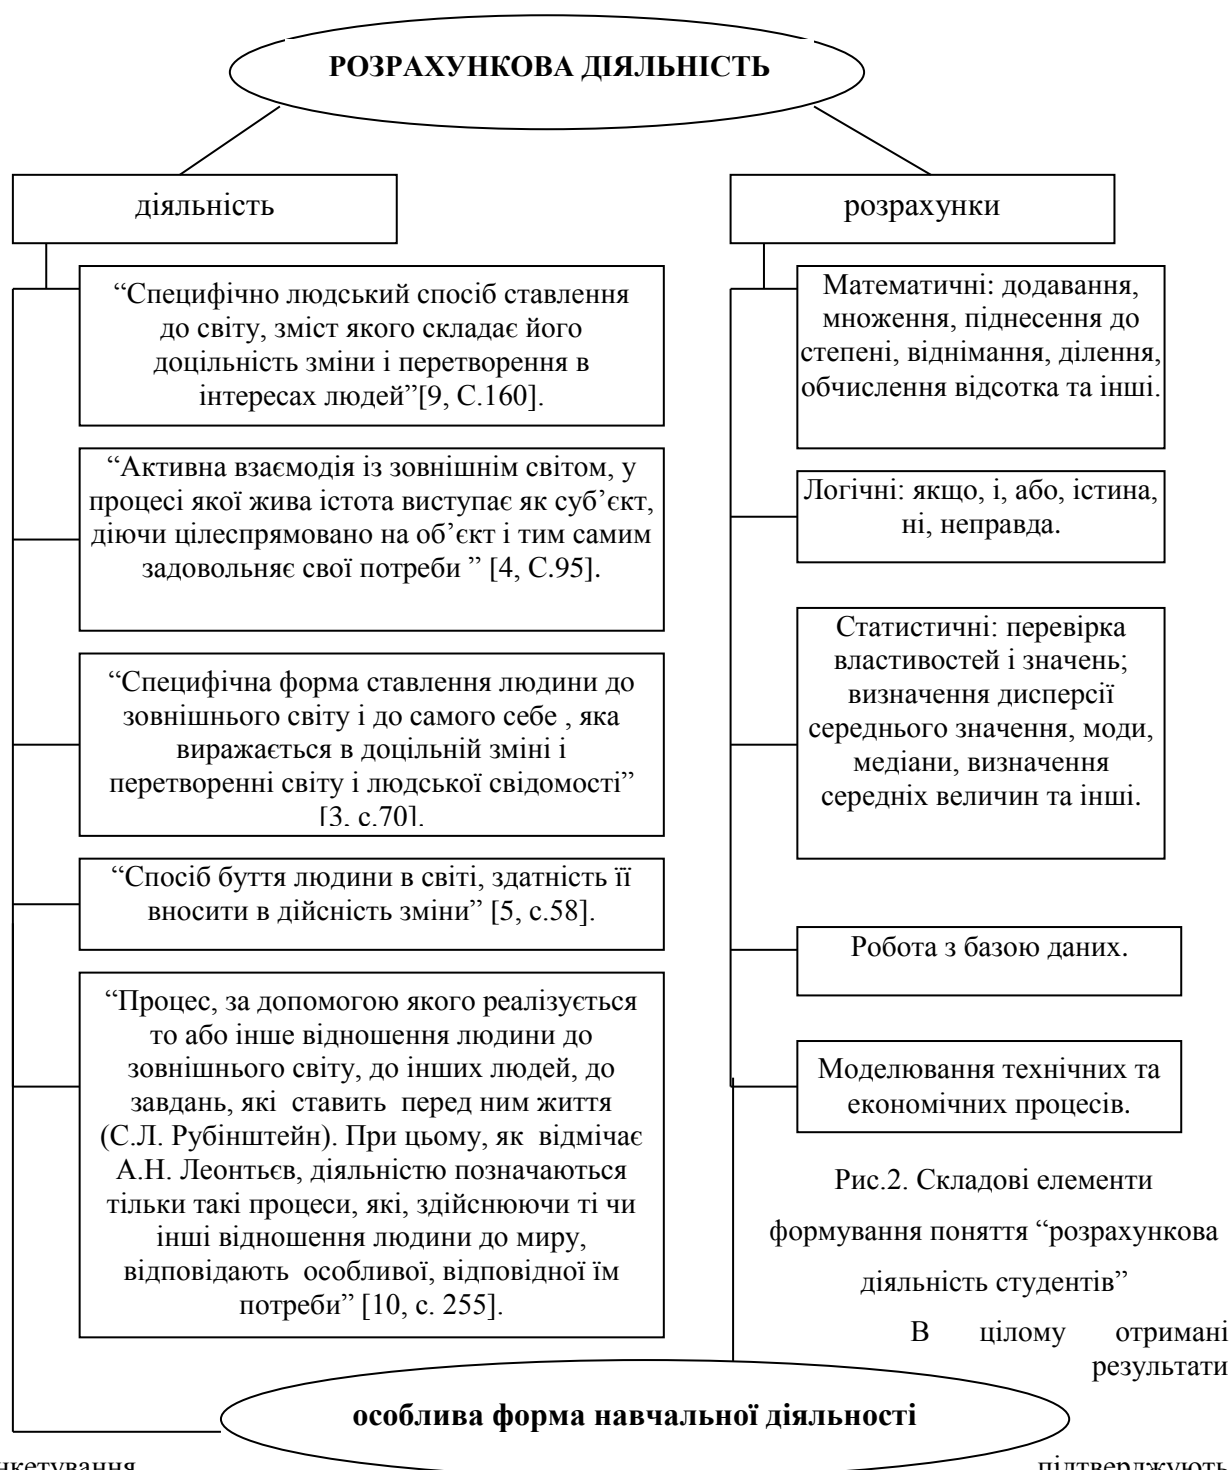 РОЗРАХУНКОВА ДІЯЛЬНІСТЬ
діяльність
“Специфічно людський спосіб ставлення
до світу, зміст якого складає його
доцільність зміни і перетворення в
інтересах людей”[9, С.160].
“Активна взаємодія із зовнішнім світом, у
процесі якої жива істота виступає як суб’єкт,
діючи цілеспрямовано на об’єкт і тим самим
задовольняє свої потреби ” [4, С.95].
“Специфічна форма ставлення людини до
зовнішнього світу і до самого себе , яка
виражається в доцільній зміні і
перетворенні світу і людської свідомості”
[3, с.70].
“Спосіб буття людини в світі, здатність її
вносити в дійсність зміни” [5, с.58].
“Процес, за допомогою якого реалізується
то або інше відношення людини до
зовнішнього світу, до інших людей, до
завдань, які ставить перед ним життя
(С.Л. Рубінштейн). При цьому, як відмічає
А.Н. Леонтьєв, діяльністю позначаються
тільки такі процеси, які, здійснюючи ті чи
інші відношення людини до миру,
відповідають особливої, відповідної їм
потреби” [10, с. 255].
розрахунки
Математичні: додавання,
множення, піднесення до
степені, віднімання, ділення,
обчислення відсотка та інші.
Логічні: якщо, і, або, істина,
ні, неправда.
Статистичні: перевірка
властивостей і значень;
визначення дисперсії
середнього значення, моди,
медіани, визначення
середніх величин та інші.
Робота з базою даних.
Моделювання технічних та
економічних процесів.
Рис.2. Складові елементи
формування поняття “розрахункова
діяльність студентів”
В цілому отримані
результати
особлива форма навчальної діяльності
нкетування підтверджують